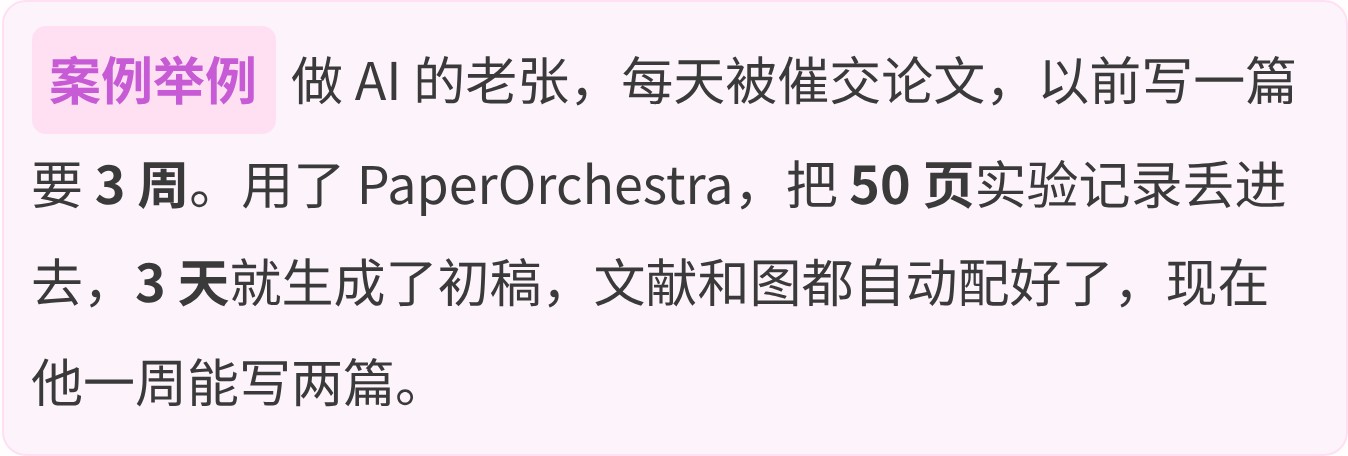 案例举例 做 AI 的老张，每天被催交论文，以前写一篇
要 3 周。用了 PaperOrchestra，把 50 页实验记录丢进
去，3 天就生成了初稿，文献和图都自动配好了，现在
他一周能写两篇。